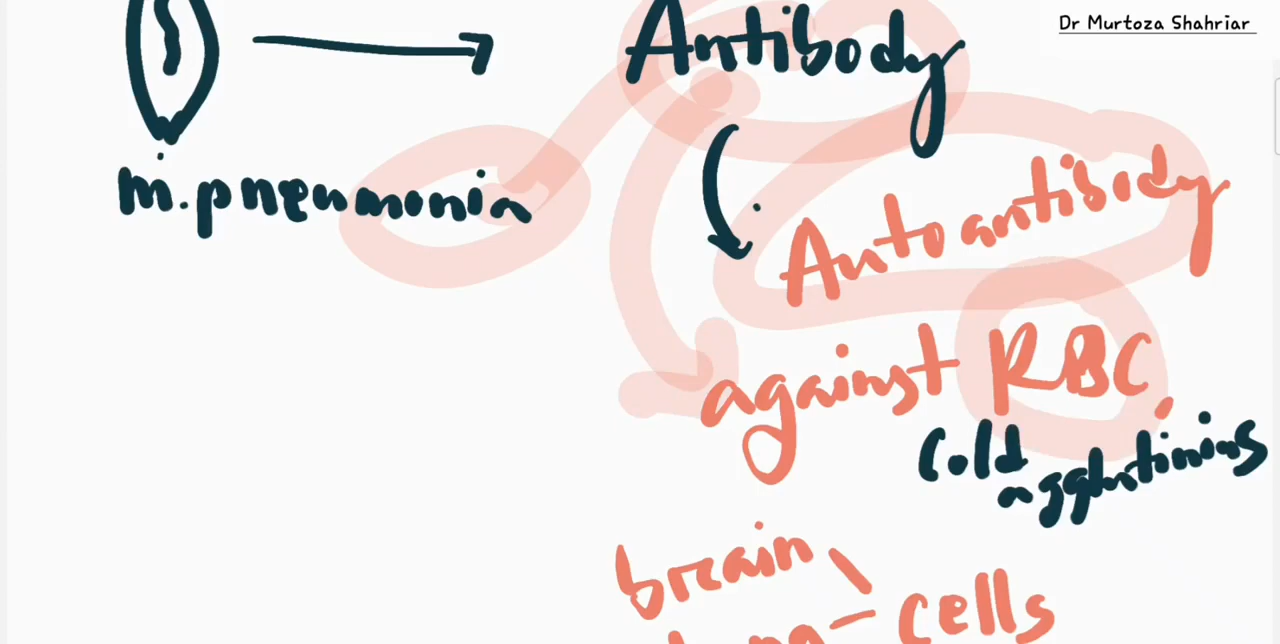 Dr Murtoza Shahriar
Antibody
m.pneumonia
Autoantibody
against RBC,
Cold
agglutinins
brain
cells